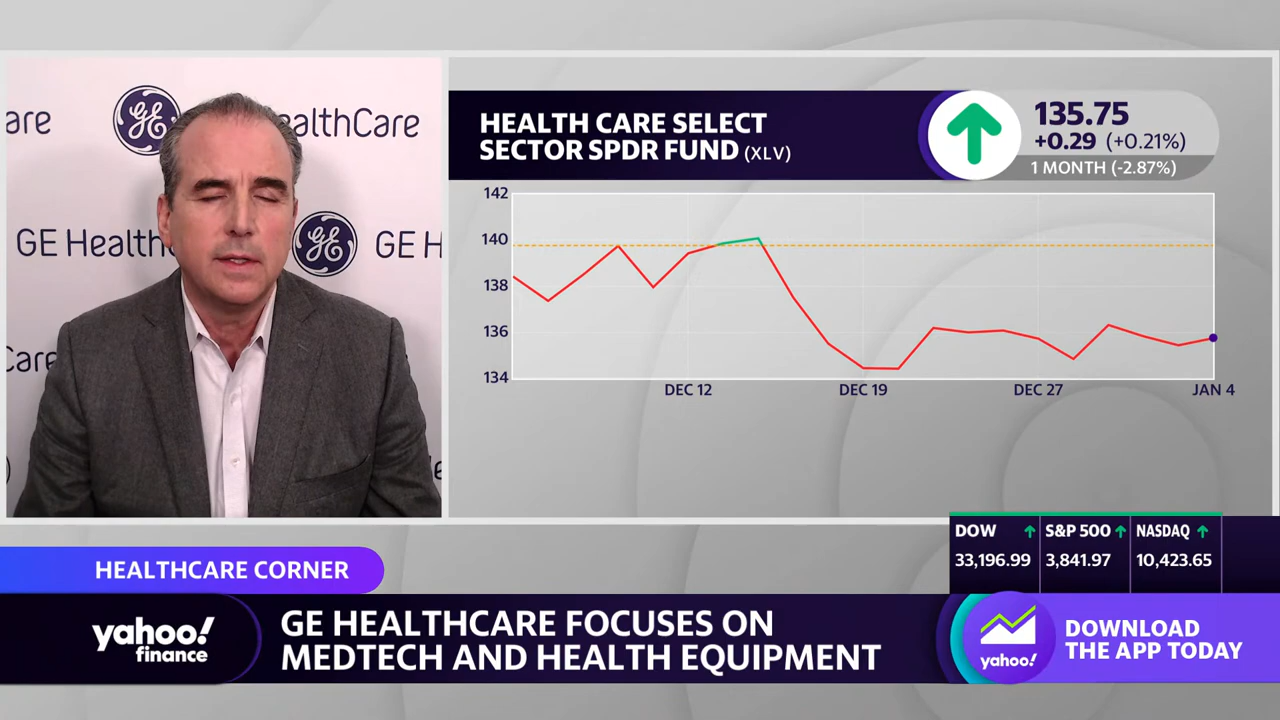 are
GE
ealthCare
GE Health
GE
GE H
Care
HEALTH CARE SELECT
SECTOR SPDR FUND (XLV)
135.75
+0.29 (+0.21%)
1 MONTH (-2.87%)
142
140
138
136
134
DEC 12
DEC 19
DEC 27
JAN 4
DOW
33,196.99
S&P 500
3,841.97
NASDAQ
10,423.65
HEALTHCARE CORNER
yahoo!
finance
GE HEALTHCARE FOCUSES ON
MEDTECH AND HEALTH EQUIPMENT
yahoo!
DOWNLOAD
THE APP TODAY